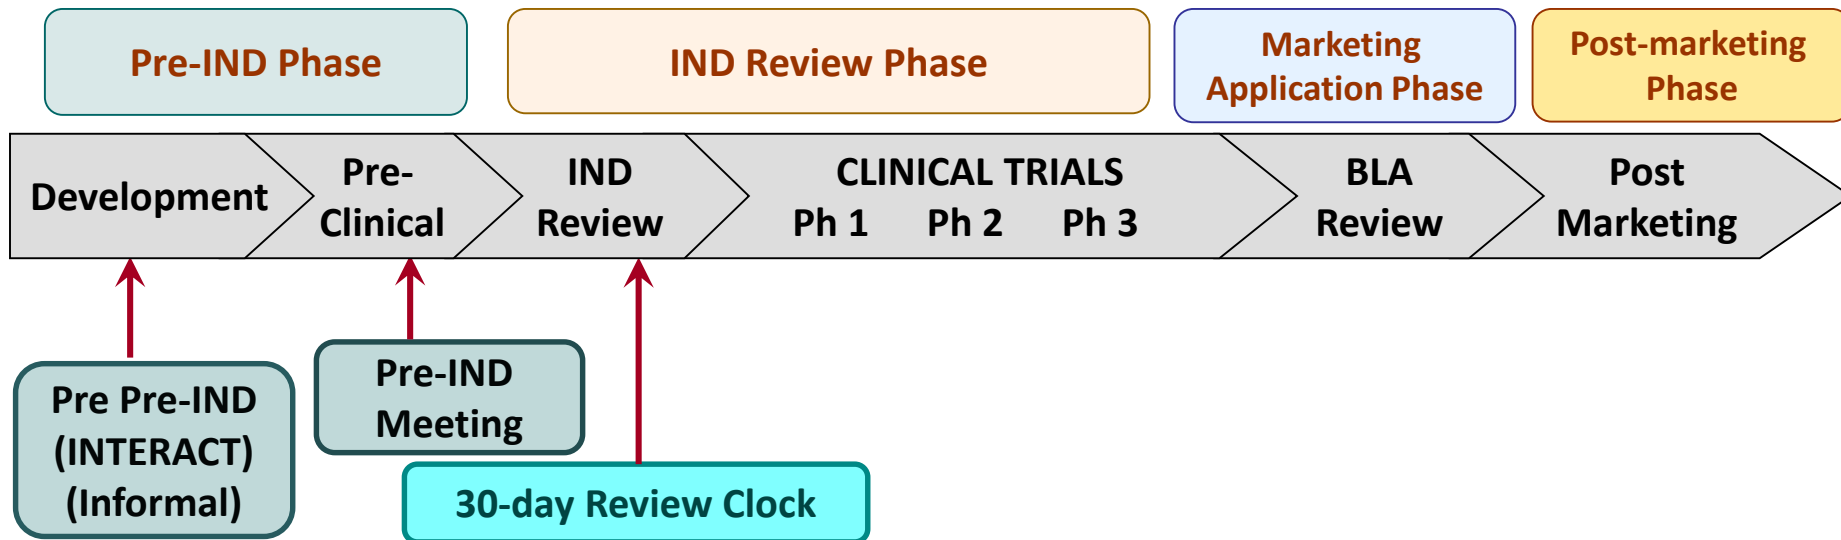 Pre-IND Phase
IND Review Phase
Marketing
Application Phase
Post-marketing
Phase
Development
Pre-
Clinical
IND
Review
CLINICAL TRIALS
Ph 1 Ph 2 Ph 3
BLA
Review
Post
Marketing
Pre Pre-IND
(INTERACT)
(Informal)
Pre-IND
Meeting
30-day Review Clock